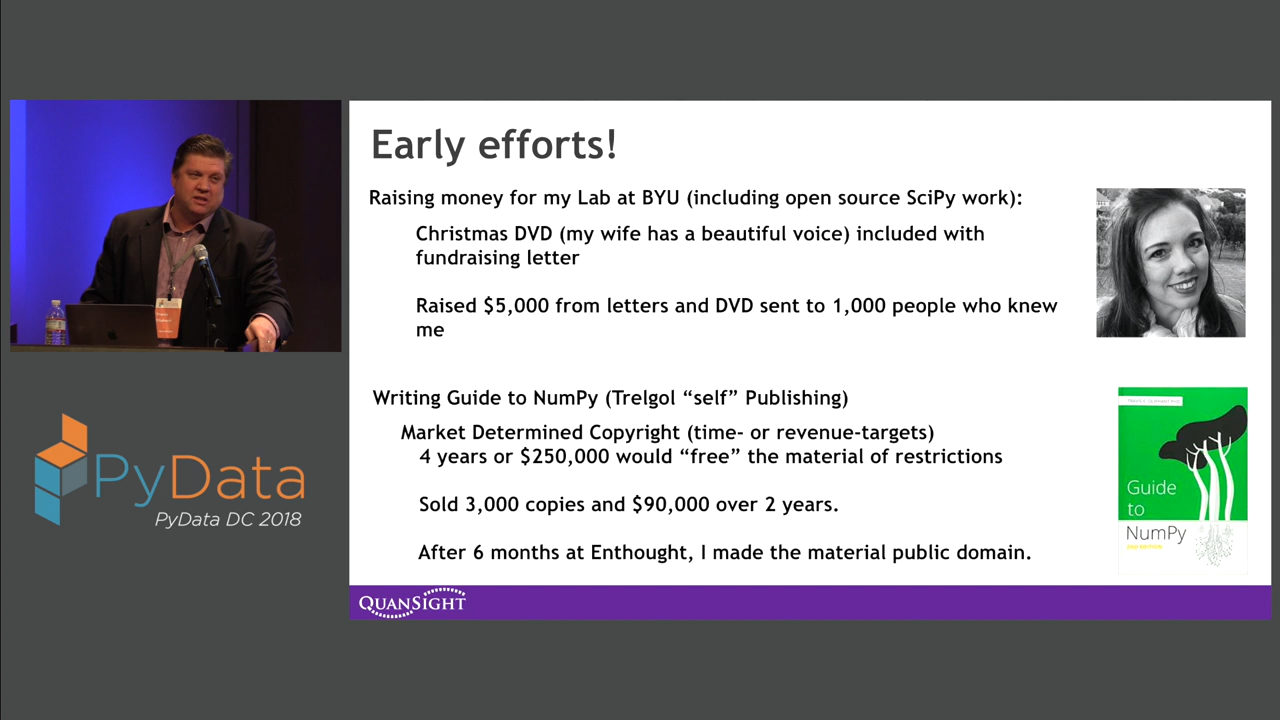 Early efforts!
Raising money for my Lab at BYU (including open source SciPy work):
Christmas DVD (my wife has a beautiful voice) included with
fundraising letter
Raised $5,000 from letters and DVD sent to 1,000 people who knew
me
Writing Guide to NumPy (Trelgol “self” Publishing)
Market Determined Copyright (time- or revenue-targets)
4 years or $250,000 would “free” the material of restrictions
Sold 3,000 copies and $90,000 over 2 years.
After 6 months at Enthought, I made the material public domain.
Guide
to
NumPy
QUANSIGHT
PyData
PyData DC 2018